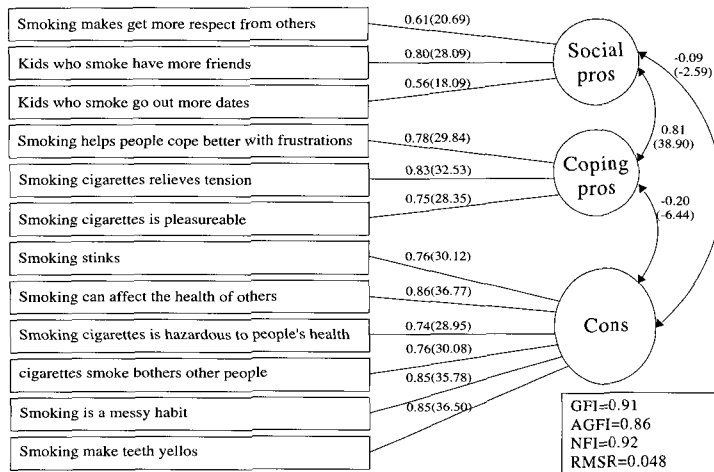 Smoking makes get more respect from others
0.61(20.69)
Kids who smoke have more friends
0.80(28.09)
Kids who smoke go out more dates
0.56(18.09)
Social
pros
-0.09
(-2.59)
Smoking helps people cope better with frustrations
0.78(29.84)
Smoking cigarettes relieves tension
0.83(32.53)
Smoking cigarettes is pleasureable
0.75(28.35)
Coping
pros
0.81
(38.90)
-0.20
(-6.44)
Smoking stinks
0.76(30.12)
Smoking can affect the health of others
0.86(36.77)
Smoking cigarettes is hazardous to people's health
0.74(28.95)
cigarettes smoke bothers other people
0.76(30.08)
Smoking is a messy habit
0.85(35.78)
Smoking make teeth yellos
0.85(36.50)
Cons
GFI=0.91
AGFI=0.86
NFI=0.92
RMSR=0.048